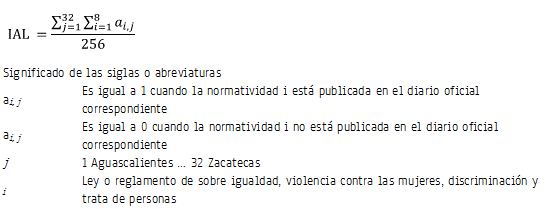 IAL = \frac{\sum_{j=1}^{32} \sum_{i=1}^{8} a_{i,j}}{256}
Significado de las siglas o abreviaturas
a_{i,j} Es igual a 1 cuando la normatividad i está publicada en el diario oficial
correspondiente
a_{i,j} Es igual a 0 cuando la normatividad i no está publicada en el diario oficial
correspondiente
j 1 Aguascalientes ... 32 Zacatecas
i Ley o reglamento de sobre igualdad, violencia contra las mujeres, discriminación y
trata de personas